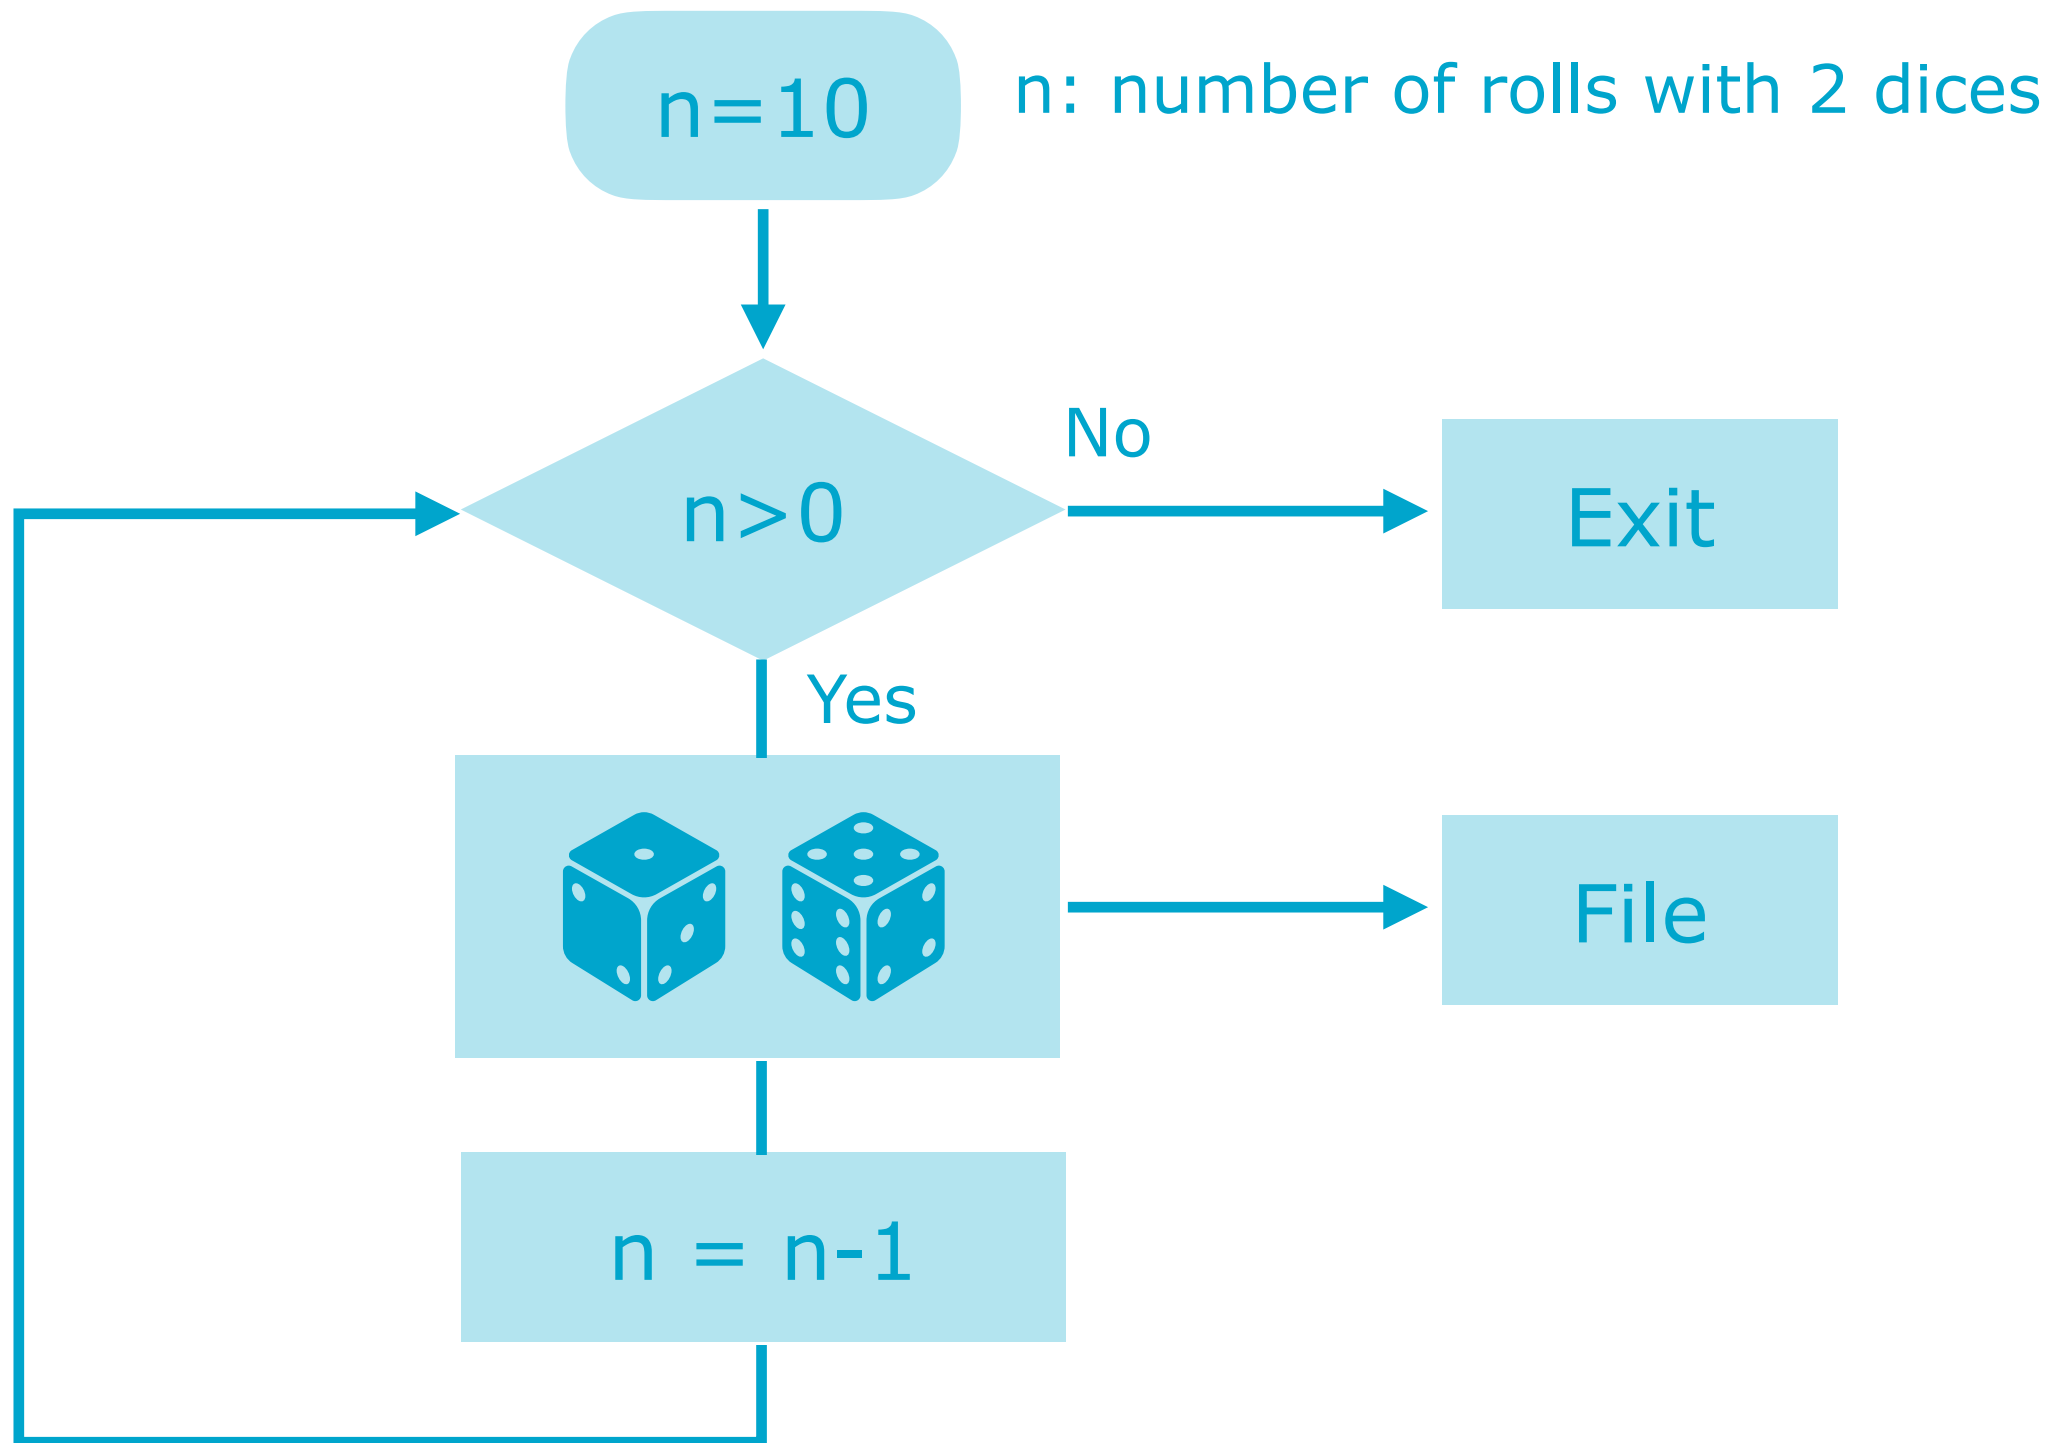 n=10
n: number of rolls with 2 dices
n>0
No
Exit
Yes
File
n = n-1